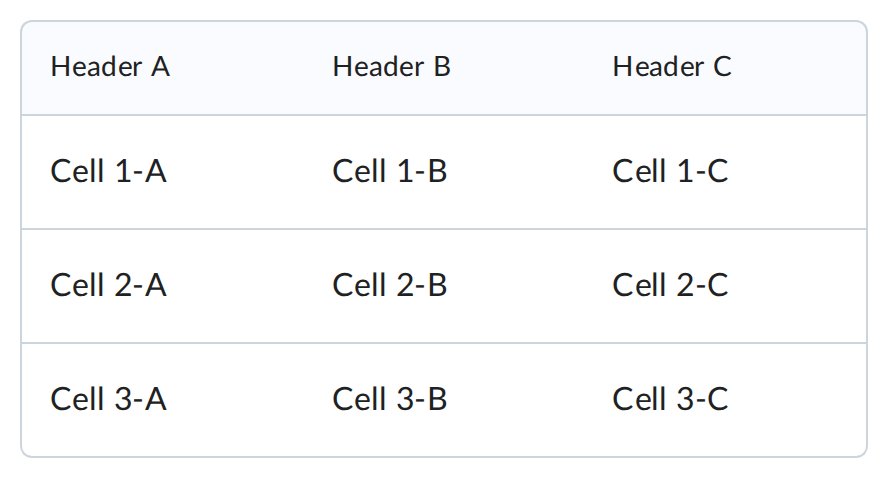 Header A Header B Header C
Cell 1-A Cell 1-B Cell 1-C
Cell 2-A Cell 2-B Cell 2-C
Cell 3-A Cell 3-B Cell 3-C